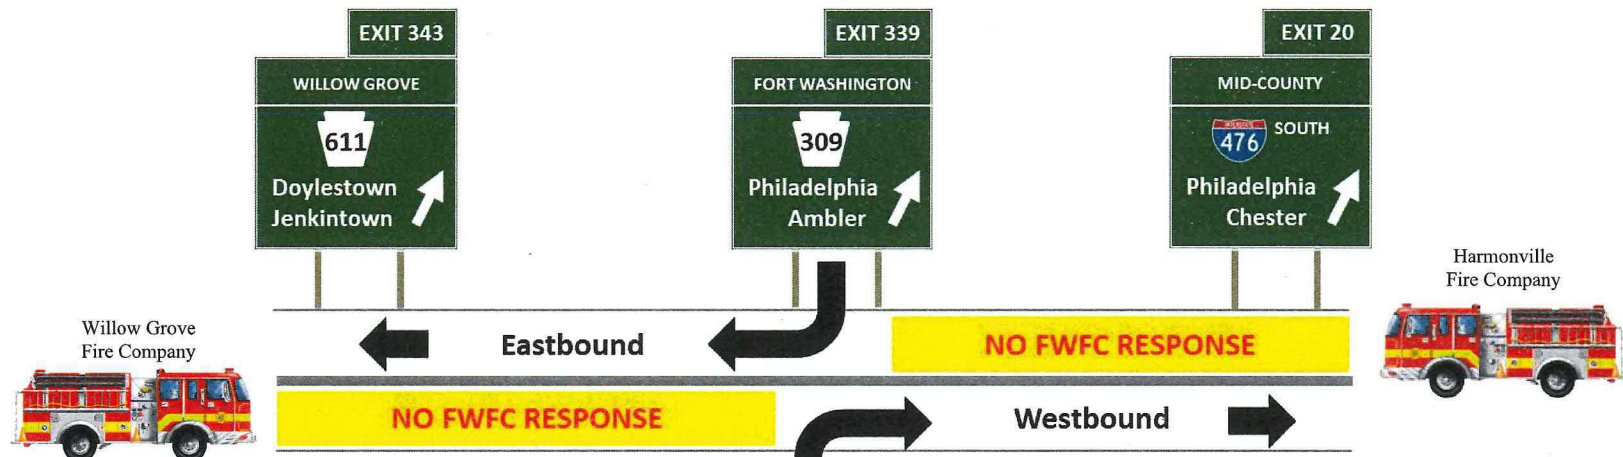 EXIT 343
WILLOW GROVE
611
Doylestown
Jenkintown
EXIT 339
FORT WASHINGTON
309
Philadelphia
Ambler
EXIT 20
MID-COUNTY
INTERSTATE
476
SOUTH
Philadelphia
Chester
Harmonville
Fire Company
Willow Grove
Fire Company
Eastbound
NO FWFC RESPONSE
NO FWFC RESPONSE
Westbound